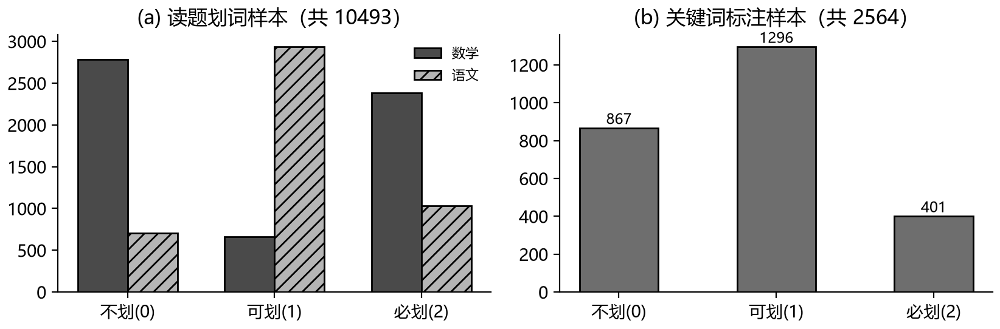 (a) 读题划词样本（共 10493）
3000
2500
2000
1500
1000
500
0
数学
语文
不划(0)
可划(1)
必划(2)
(b) 关键词标注样本（共 2564）
1200
1000
800
600
400
200
0
867
1296
401
不划(0)
可划(1)
必划(2)